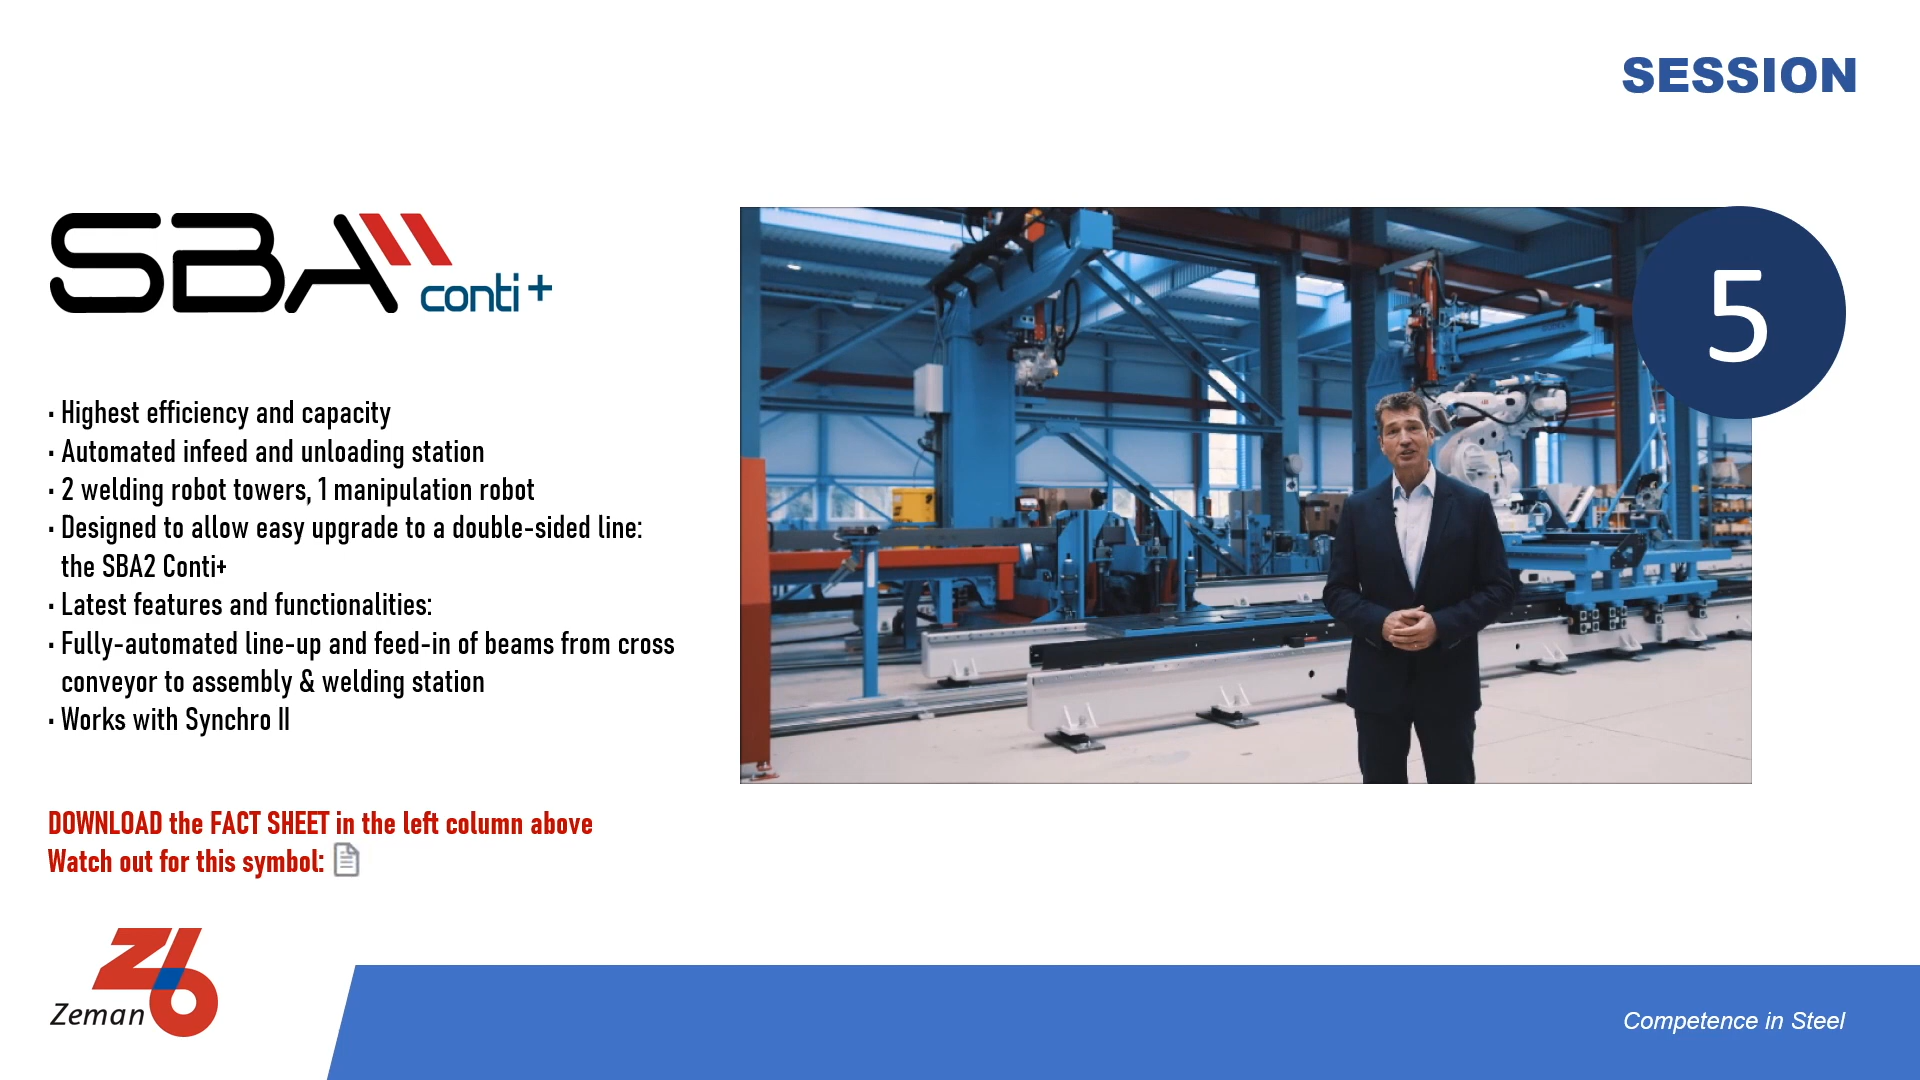 SESSION
SBA conti+
5
· Highest efficiency and capacity
· Automated infeed and unloading station
· 2 welding robot towers, 1 manipulation robot
· Designed to allow easy upgrade to a double-sided line:
the SBA2 Conti+
· Latest features and functionalities:
· Fully-automated line-up and feed-in of beams from cross
conveyor to assembly & welding station
· Works with Synchro II
DOWNLOAD the FACT SHEET in the left column above
Watch out for this symbol:
Zeman
Competence in Steel